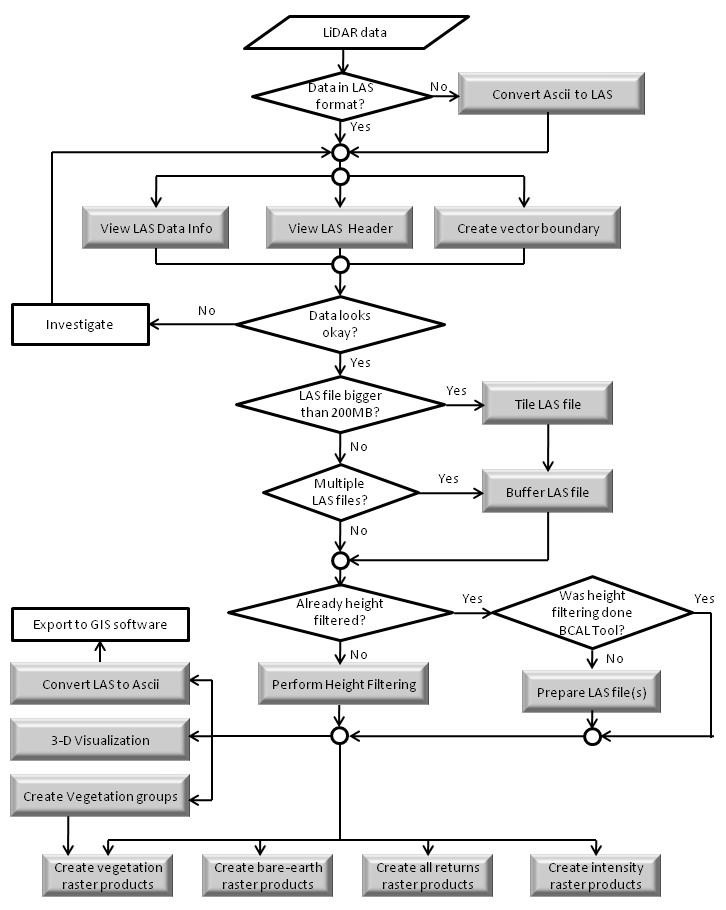 LiDAR data
Data in LAS
format?
No
Convert Ascii to LAS
Yes
View LAS Data Info
View LAS Header
Create vector boundary
Data looks
okay?
No
Investigate
Yes
LAS file bigger
than 200MB?
Yes
Tile LAS file
No
Multiple
LAS files?
Yes
Buffer LAS file
No
Already height
filtered?
Yes
Was height
filtering done
BCAL Tool?
Yes
Export to GIS software
No
No
Convert LAS to Ascii
Perform Height Filtering
Prepare LAS file(s)
3-D Visualization
Create Vegetation groups
Create vegetation
raster products
Create bare-earth
raster products
Create all returns
raster products
Create intensity
raster products